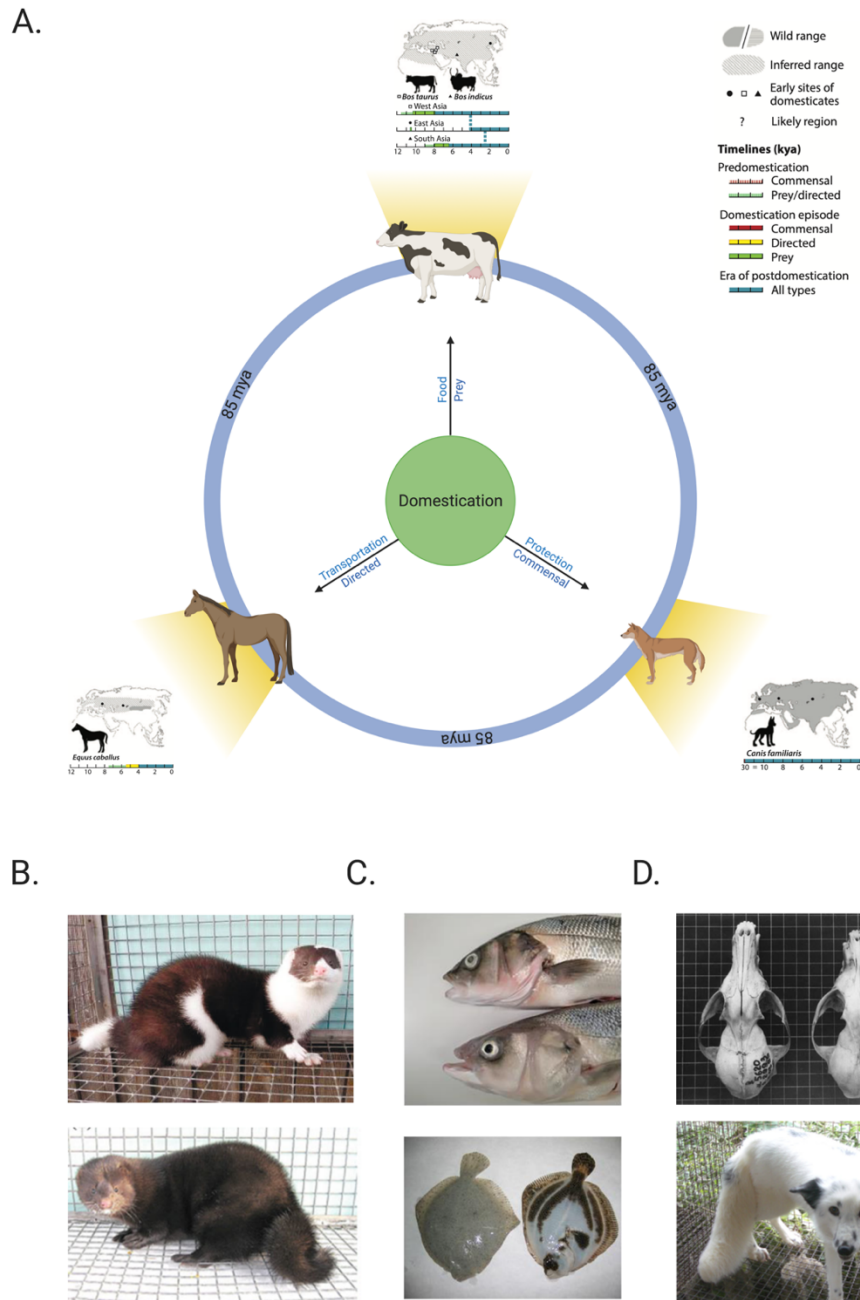 A.
Bos taurus
Bos indicus
West Asia
East Asia
South Asia
12 10 8 6 4 2 0
Wild range
Inferred range
Early sites of
domesticates
? Likely region
Timelines (kya)
Predomestication
Commensal
Prey/directed
Domestication episode
Commensal
Directed
Prey
Era of postdomestication
All types
85 mya
85 mya
Food
Prey
Domestication
Transportation
Directed
Protection
Commensal
85 mya
Equus caballus
12 10 8 6 4 2 0
Canis familiaris
30 = 10 8 6 4 2 0
B.
C.
D.